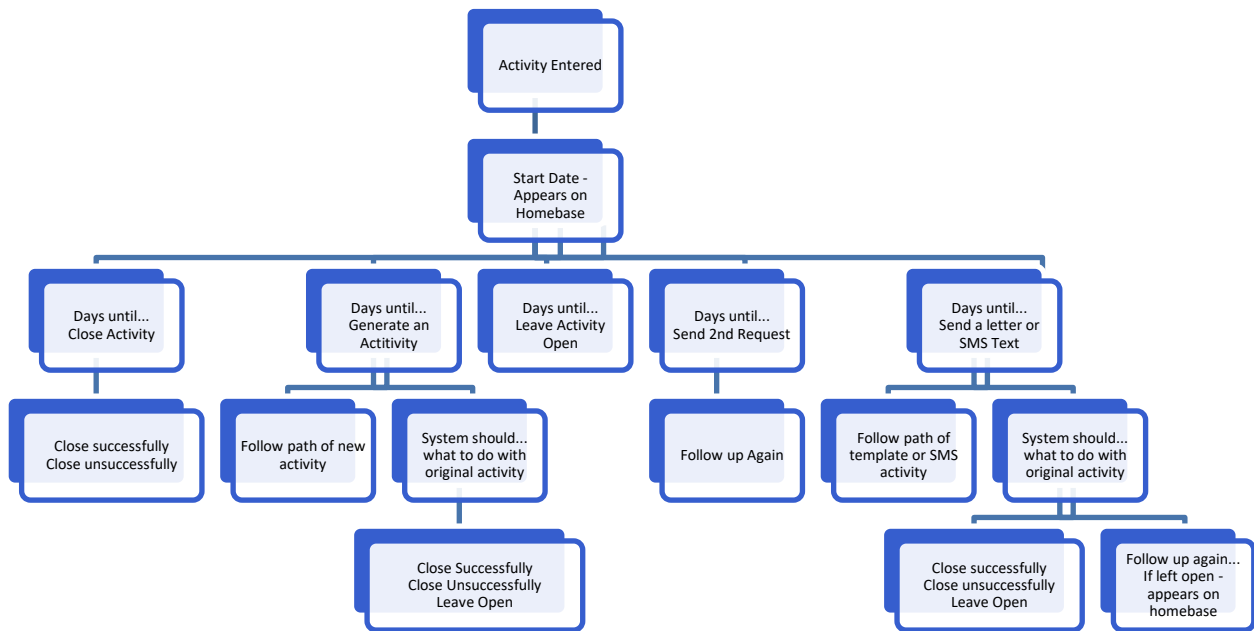 Activity Entered
Start Date -
Appears on
Homebase
Days until...
Close Activity
Days until...
Generate an
Actitivity
Days until...
Leave Activity
Open
Days until...
Send 2nd Request
Days until...
Send a letter or
SMS Text
Close successfully
Close unsuccessfully
Follow path of new
activity
System should...
what to do with
original activity
Follow up Again
Follow path of
template or SMS
activity
System should...
what to do with
original activity
Close Successfully
Close Unsuccessfully
Leave Open
Close successfully
Close unsuccessfully
Leave Open
Follow up again...
If left open -
appears on
homebase